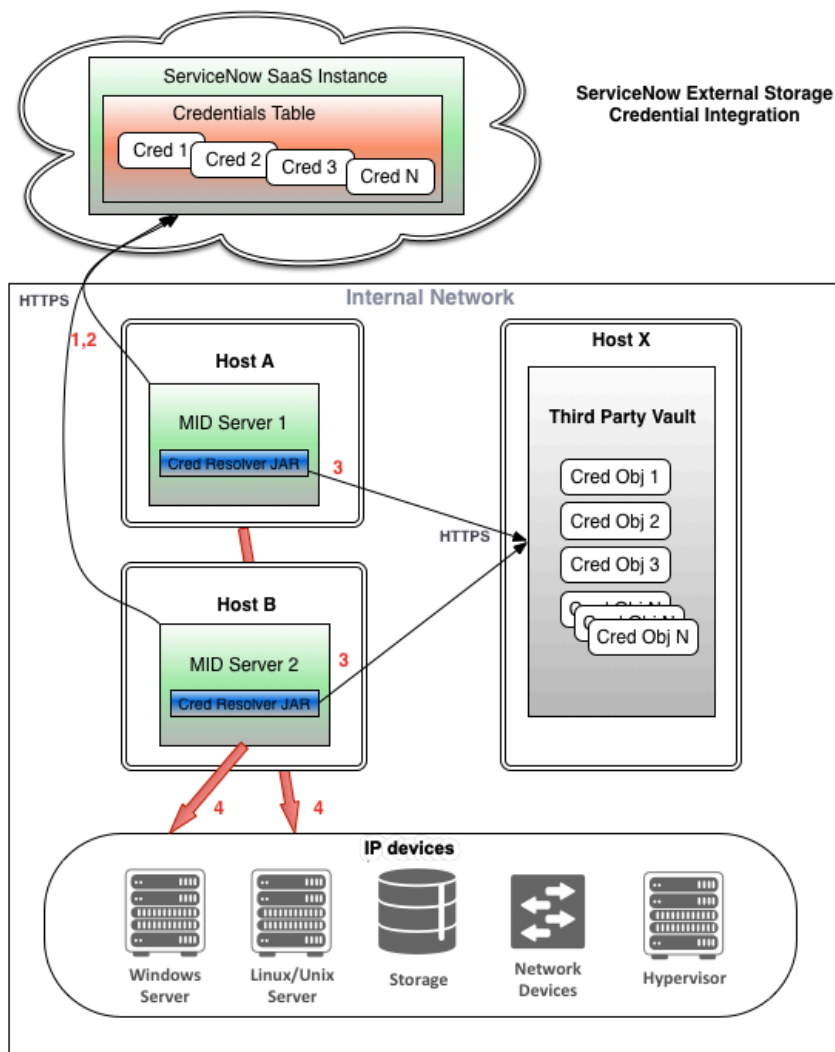 ServiceNow SaaS Instance
Credentials Table
Cred 1
Cred 2
Cred 3
Cred N
ServiceNow External Storage
Credential Integration
Internal Network
HTTPS
1,2
Host A
MID Server 1
Cred Resolver JAR
3
HTTPS
Host B
MID Server 2
Cred Resolver JAR
3
Host X
Third Party Vault
Cred Obj 1
Cred Obj 2
Cred Obj 3
Cred Obj N
4
4
IP devices
Windows
Server
Linux/Unix
Server
Storage
Network
Devices
Hypervisor